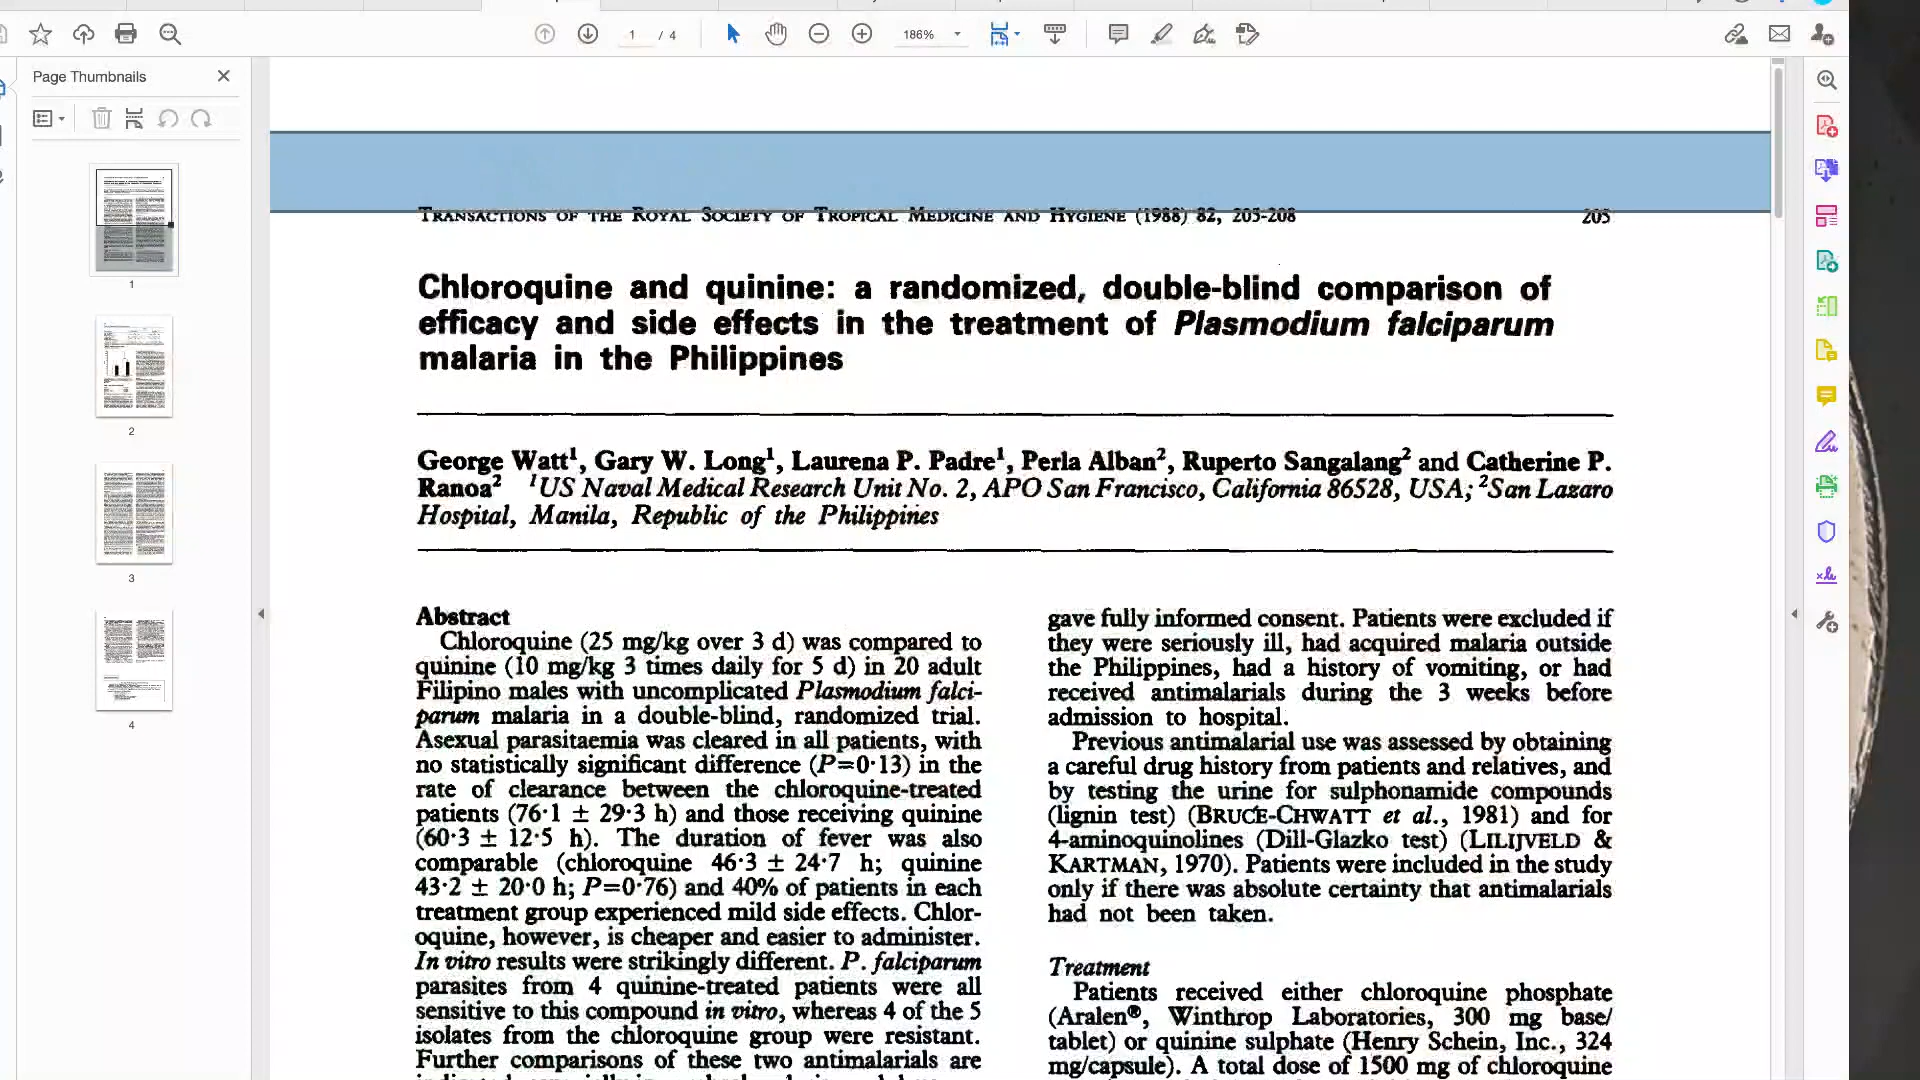 1 / 4
186%
Page Thumbnails
1
2
3
4
TRANSACTIONS OF THE ROYAL SOCIETY OF TROPICAL MEDICINE AND HYGIENE (1988) 82, 203-208
205
Chloroquine and quinine: a randomized, double-blind comparison of
efficacy and side effects in the treatment of Plasmodium falciparum
malaria in the Philippines
George Watt¹, Gary W. Long¹, Laurena P. Padre¹, Perla Alban², Ruperto Sangalang² and Catherine P.
Ranoa² ¹US Naval Medical Research Unit No. 2, APO San Francisco, California 86528, USA; ²San Lazaro
Hospital, Manila, Republic of the Philippines
Abstract
Chloroquine (25 mg/kg over 3 d) was compared to
quinine (10 mg/kg 3 times daily for 5 d) in 20 adult
Filipino males with uncomplicated Plasmodium falci-
parum malaria in a double-blind, randomized trial.
Asexual parasitaemia was cleared in all patients, with
no statistically significant difference (P=0·13) in the
rate of clearance between the chloroquine-treated
patients (76·1 ± 29·3 h) and those receiving quinine
(60·3 ± 12·5 h). The duration of fever was also
comparable (chloroquine 46·3 ± 24·7 h; quinine
43·2 ± 20·0 h; P=0·76) and 40% of patients in each
treatment group experienced mild side effects. Chlor-
oquine, however, is cheaper and easier to administer.
In vitro results were strikingly different. P. falciparum
parasites from 4 quinine-treated patients were all
sensitive to this compound in vitro, whereas 4 of the 5
isolates from the chloroquine group were resistant.
Further comparisons of these two antimalarials are
gave fully informed consent. Patients were excluded if
they were seriously ill, had acquired malaria outside
the Philippines, had a history of vomiting, or had
received antimalarials during the 3 weeks before
admission to hospital.
Previous antimalarial use was assessed by obtaining
a careful drug history from patients and relatives, and
by testing the urine for sulphonamide compounds
(lignin test) (BRUCE-CHWATT et al., 1981) and for
4-aminoquinolines (Dill-Glazko test) (LILIJVELD &
KARTMAN, 1970). Patients were included in the study
only if there was absolute certainty that antimalarials
had not been taken.
Treatment
Patients received either chloroquine phosphate
(Aralen®, Winthrop Laboratories, 300 mg base/
tablet) or quinine sulphate (Henry Schein, Inc., 324
mg/capsule). A total dose of 1500 mg of chloroquine